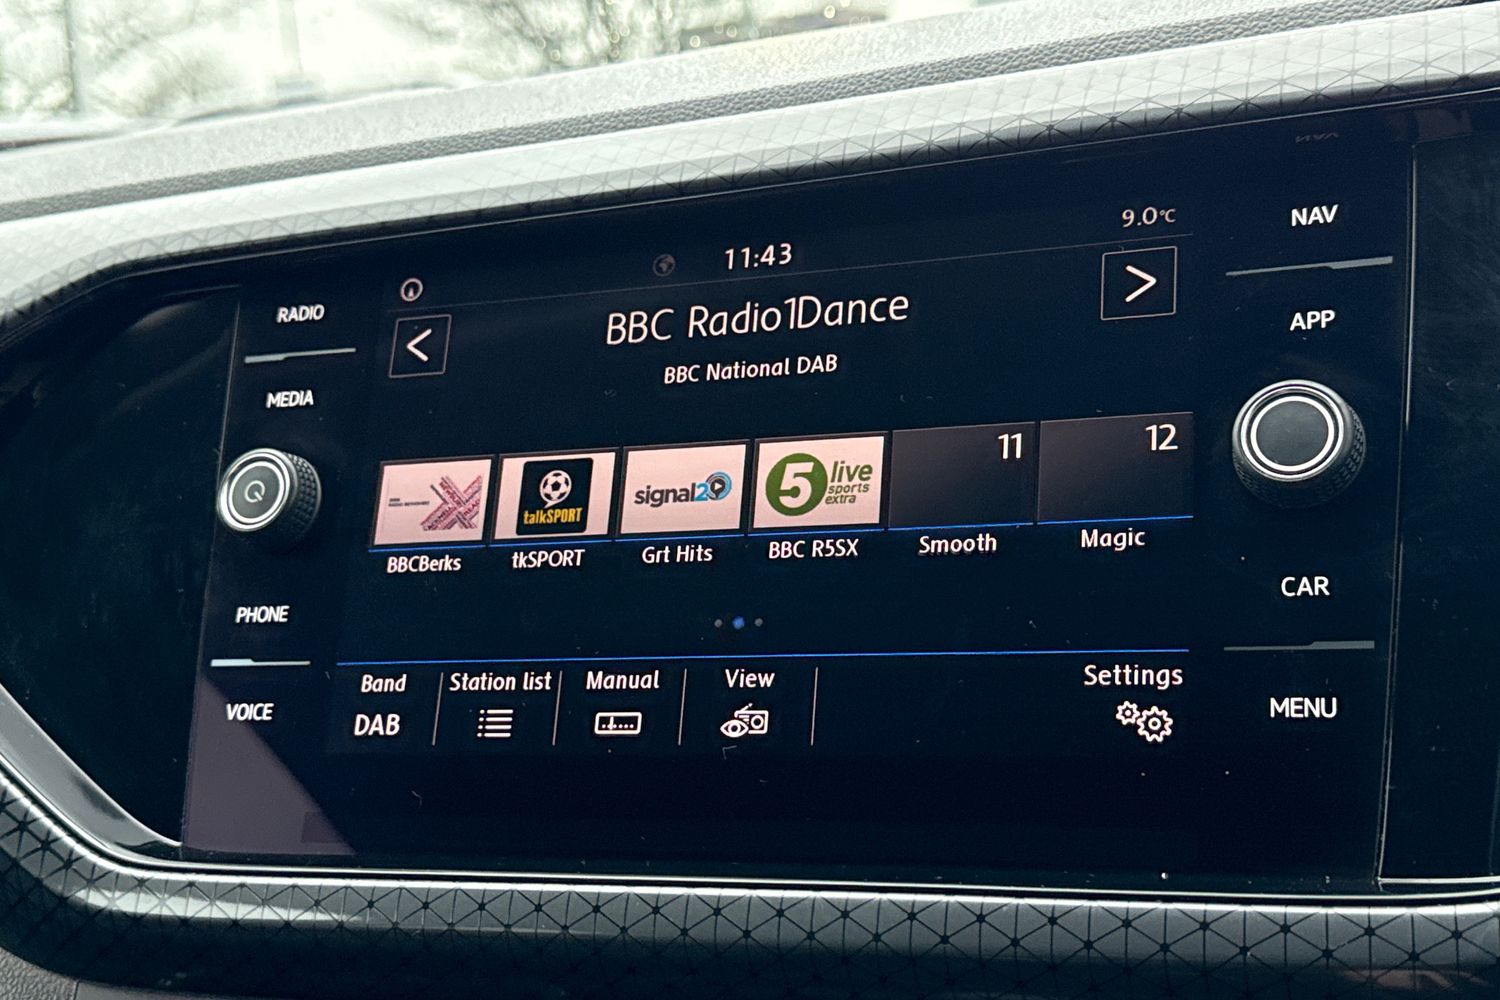 NAV
9.0°C
11:43
RADIO
BBC Radio1Dance
APP
BBC National DAB
MEDIA
11
12
talkSPORT
signal2
5 live
sports
extra
BBCBerks
tkSPORT
Grt Hits
BBC R5SX
Smooth
Magic
CAR
PHONE
Band
Station list
Manual
View
Settings
VOICE
DAB
MENU